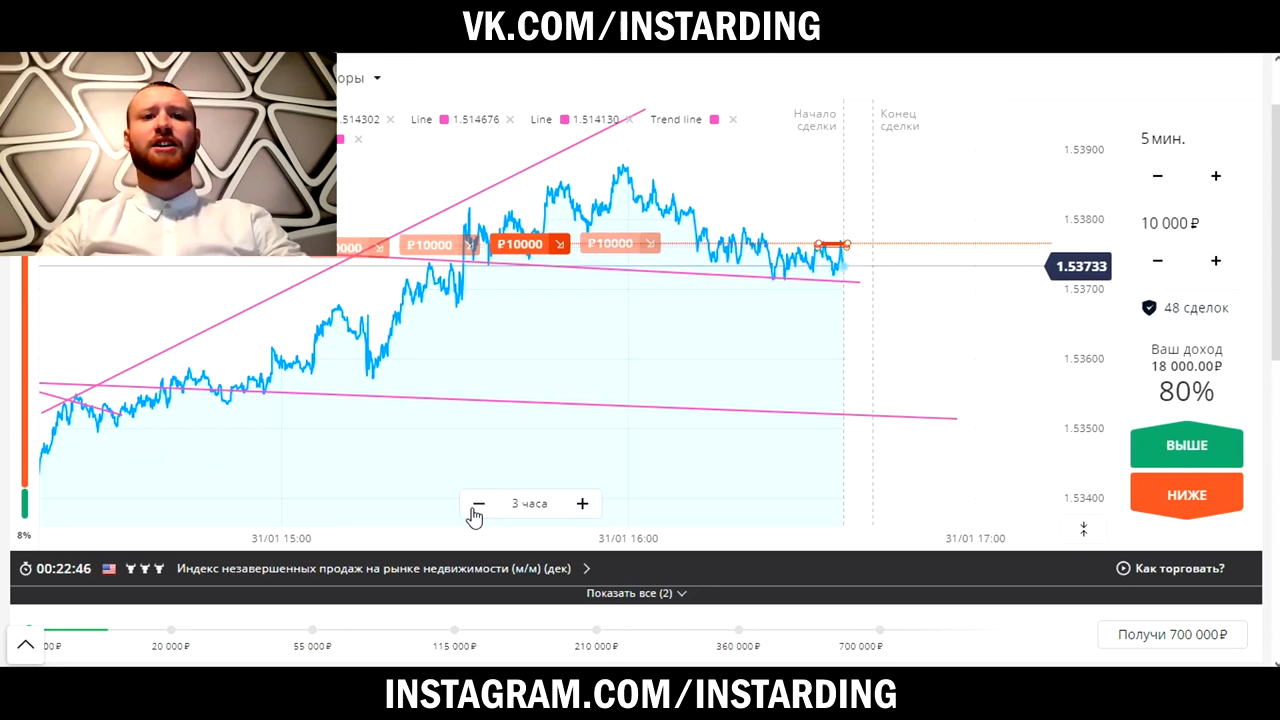 VK.COM/INSTARDING
оры
1.514302 Line 1.514676 Line 1.514130 Trend line
Начало сделки
Конец сделки
1.53900
5 мин.
1.53800
10 000 ₽
0000 ₽10000 ₽10000 ₽10000
1.53733
1.53700
48 сделок
Ваш доход
18 000.00₽
80%
1.53600
1.53500
ВЫШЕ
НИЖЕ
1.53400
3 часа
8%
31/01 15:00 31/01 16:00 31/01 17:00
00:22:46 Индекс незавершенных продаж на рынке недвижимости (м/м) (дек) Как торговать?
Показать все (2)
00₽ 20 000₽ 55 000₽ 115 000₽ 210 000₽ 360 000₽ 700 000₽
Получи 700 000₽
INSTAGRAM.COM/INSTARDING